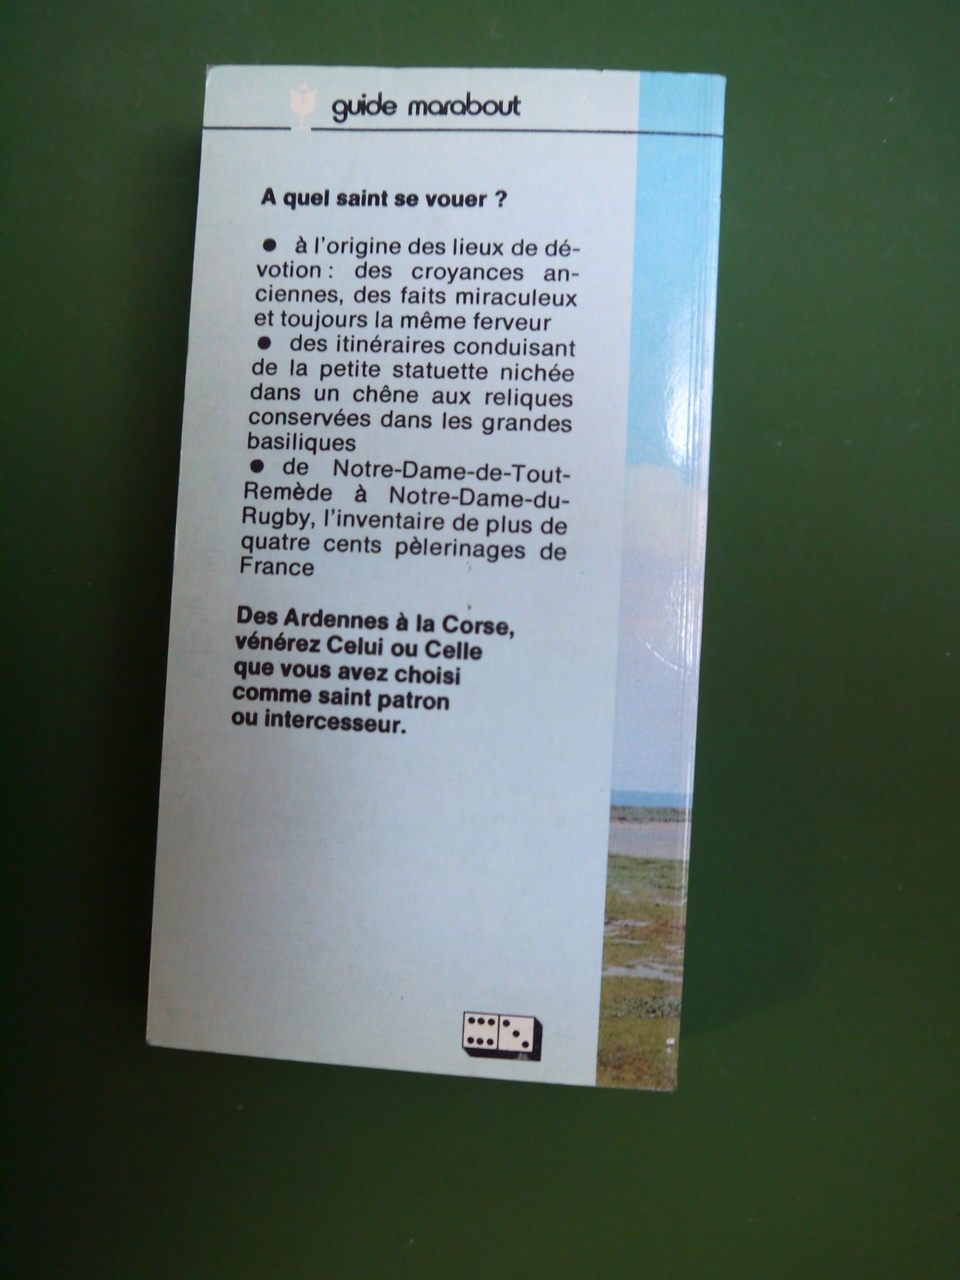 guide marabout
A quel saint se vouer ?
● à l'origine des lieux de dé-
votion : des croyances an-
ciennes, des faits miraculeux
et toujours la même ferveur
● des itinéraires conduisant
de la petite statuette nichée
dans un chêne aux reliques
conservées dans les grandes
basiliques
● de Notre-Dame-de-Tout-
Remède à Notre-Dame-du-
Rugby, l'inventaire de plus de
quatre cents pèlerinages de
France
Des Ardennes à la Corse,
vénérez Celui ou Celle
que vous avez choisi
comme saint patron
ou intercesseur.